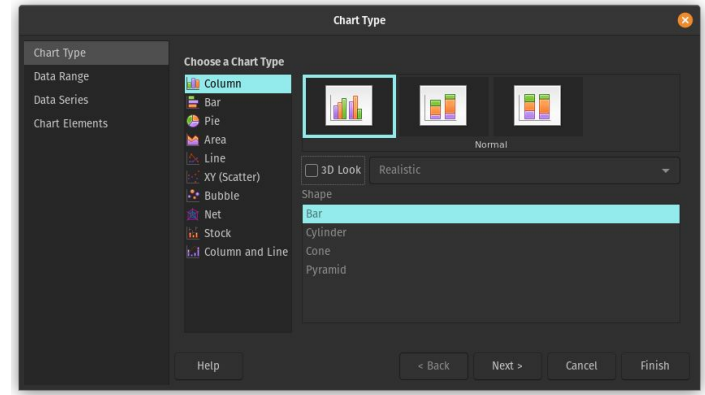 Chart Type
Chart Type
Data Range
Data Series
Chart Elements
Choose a Chart Type
Column
Bar
Pie
Area
Line
XY (Scatter)
Bubble
Net
Stock
Column and Line
Normal
3D Look
Realistic
Shape
Bar
Cylinder
Cone
Pyramid
Help
< Back
Next >
Cancel
Finish